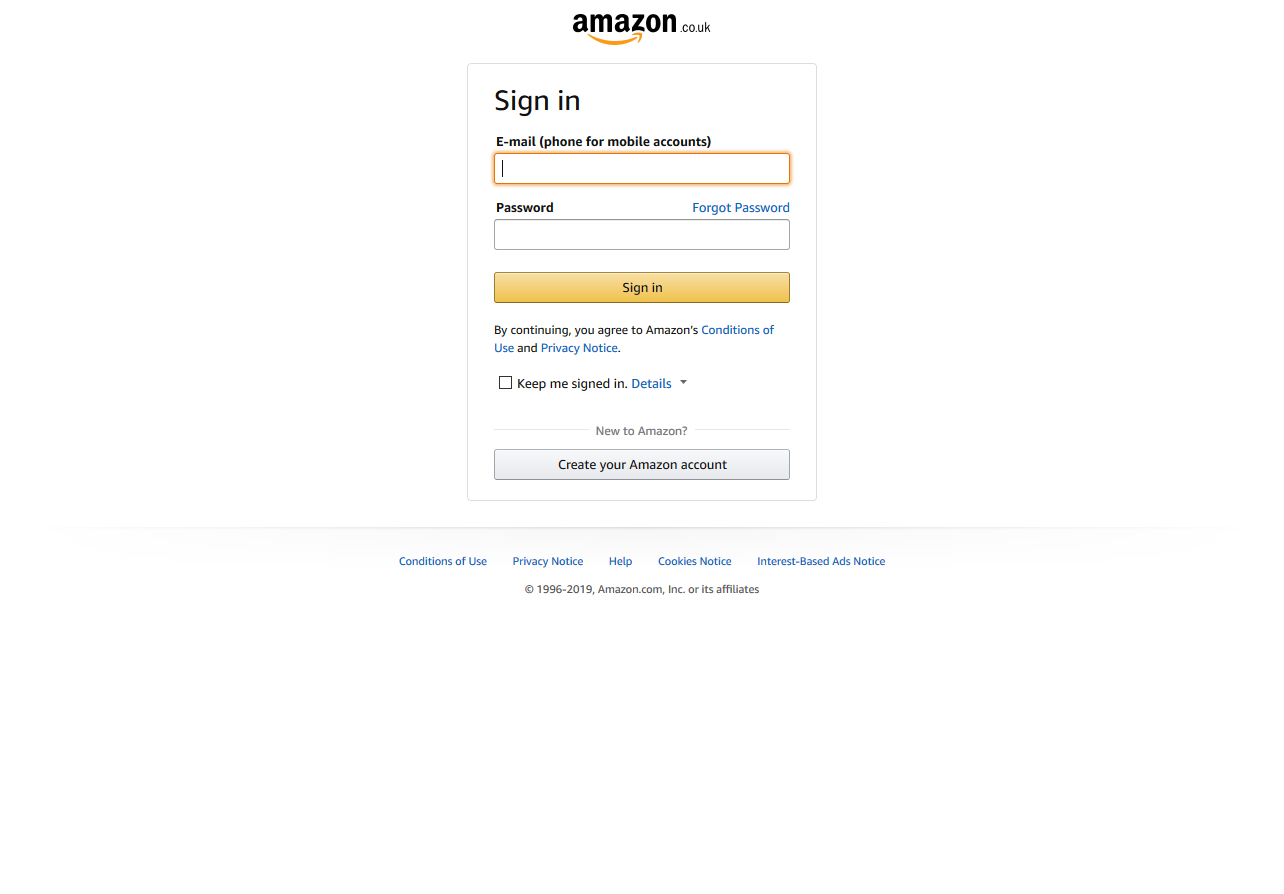 amazon.co.uk
Sign in
E-mail (phone for mobile accounts)
Password Forgot Password
Sign in
By continuing, you agree to Amazon's Conditions of
Use and Privacy Notice.
Keep me signed in. Details
New to Amazon?
Create your Amazon account
Conditions of Use Privacy Notice Help Cookies Notice Interest-Based Ads Notice
© 1996-2019, Amazon.com, Inc. or its affiliates